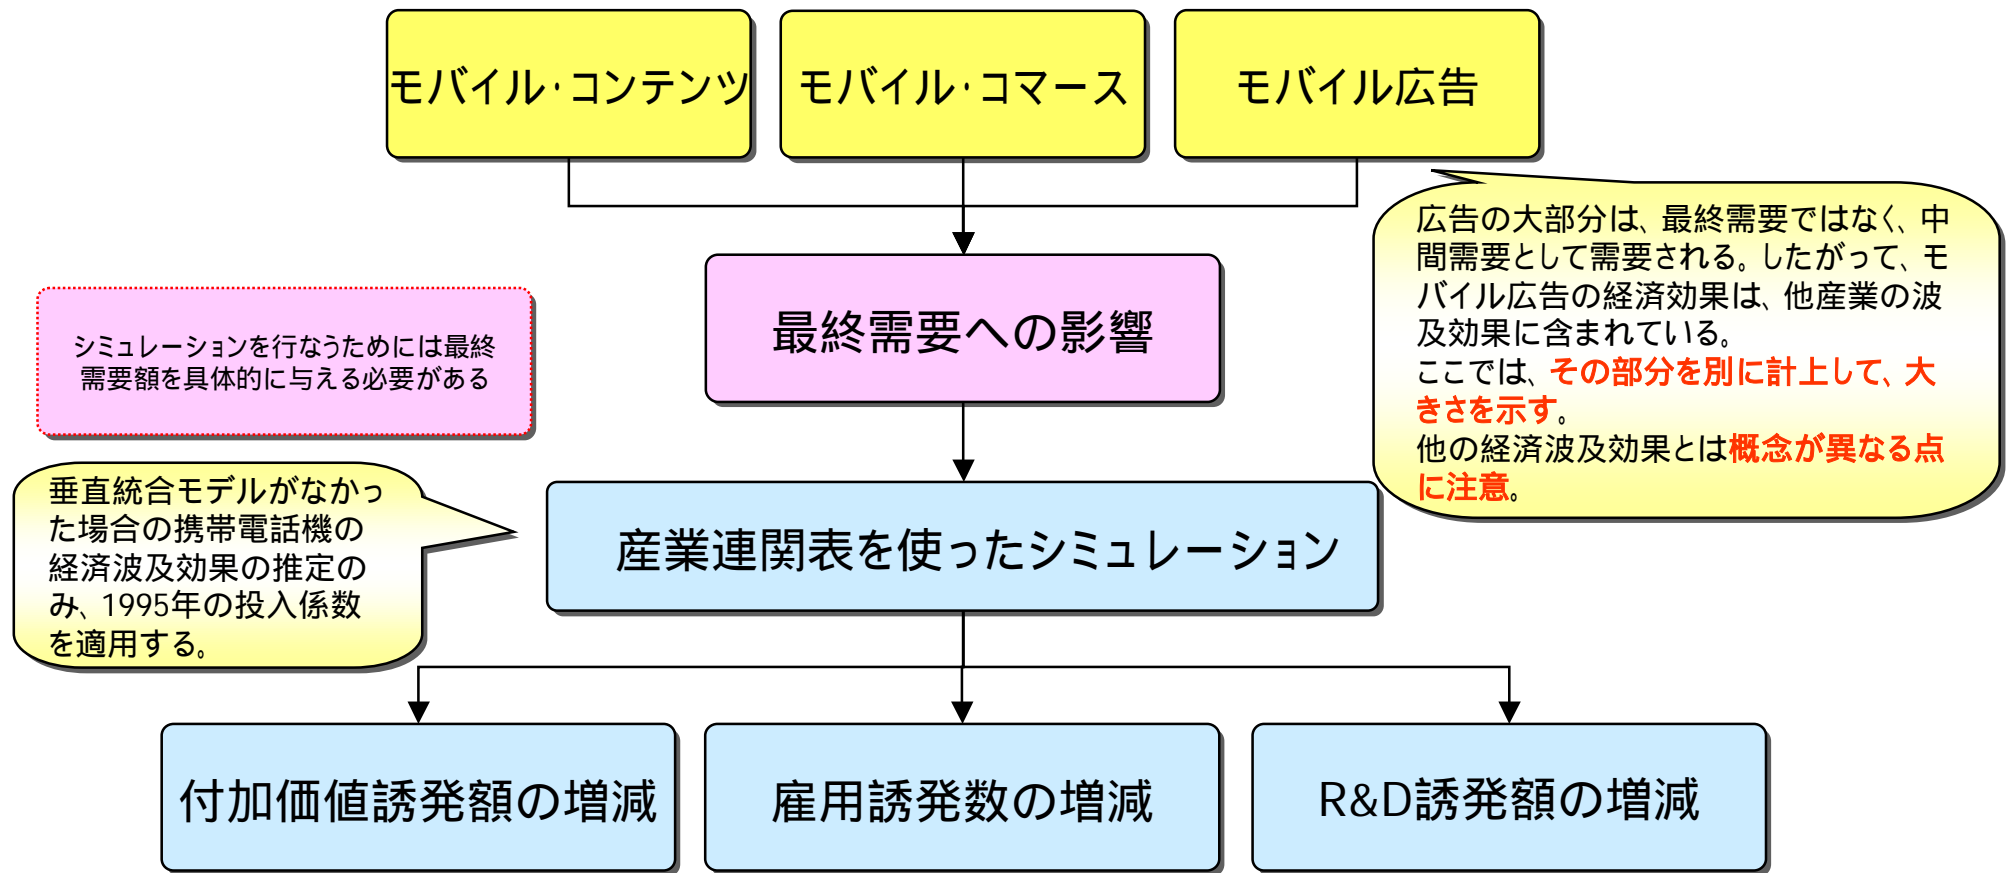 モバイル・コンテンツ
モバイル・コマース
モバイル広告
広告の大部分は、最終需要ではなく、中
間需要として需要される。したがって、モ
バイル広告の経済効果は、他産業の波
及効果に含まれている。
ここでは、その部分を別に計上して、大
きさを示す。
他の経済波及効果とは概念が異なる点
に注意。
最終需要への影響
シミュレーションを行なうためには最終
需要額を具体的に与える必要がある
垂直統合モデルがなかっ
た場合の携帯電話機の
経済波及効果の推定の
み、1995年の投入係数
を適用する。
産業連関表を使ったシミュレーション
付加価値誘発額の増減
雇用誘発数の増減
R&D誘発額の増減